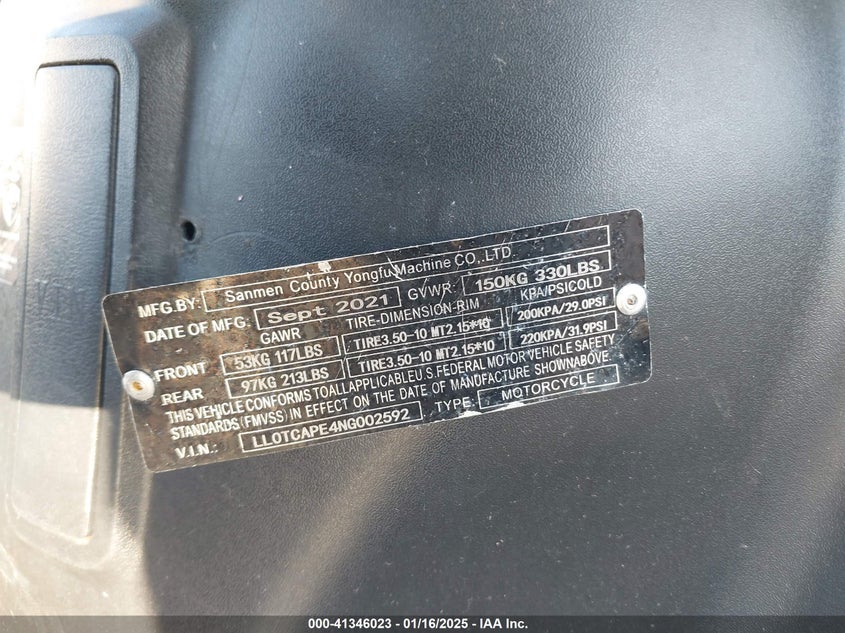 MFG.BY: Sanmen County Yongfu Machine CO.,LTD.
DATE OF MFG: Sept 2021 GVWR: 150KG 330LBS
GAWR TIRE-DIMENSION-RIM KPA/PSICOLD
FRONT 53KG 117LBS TIRE3.50-10 MT2.15*10 200KPA/29.0PSI
REAR 97KG 213LBS TIRE3.50-10 MT2.15*10 220KPA/31.9PSI
THIS VEHICLE CONFORMS TOALLAPPLICABLEU.S.FEDERAL MOTOR VEHICLE SAFETY
STANDARDS(FMVSS) IN EFFECT ON THE DATE OF MANUFACTURE SHOWNABOVE.
V.I.N.: LL0TCAPE4NG002592 TYPE: MOTORCYCLE
000-41346023 - 01/16/2025 - IAA Inc.